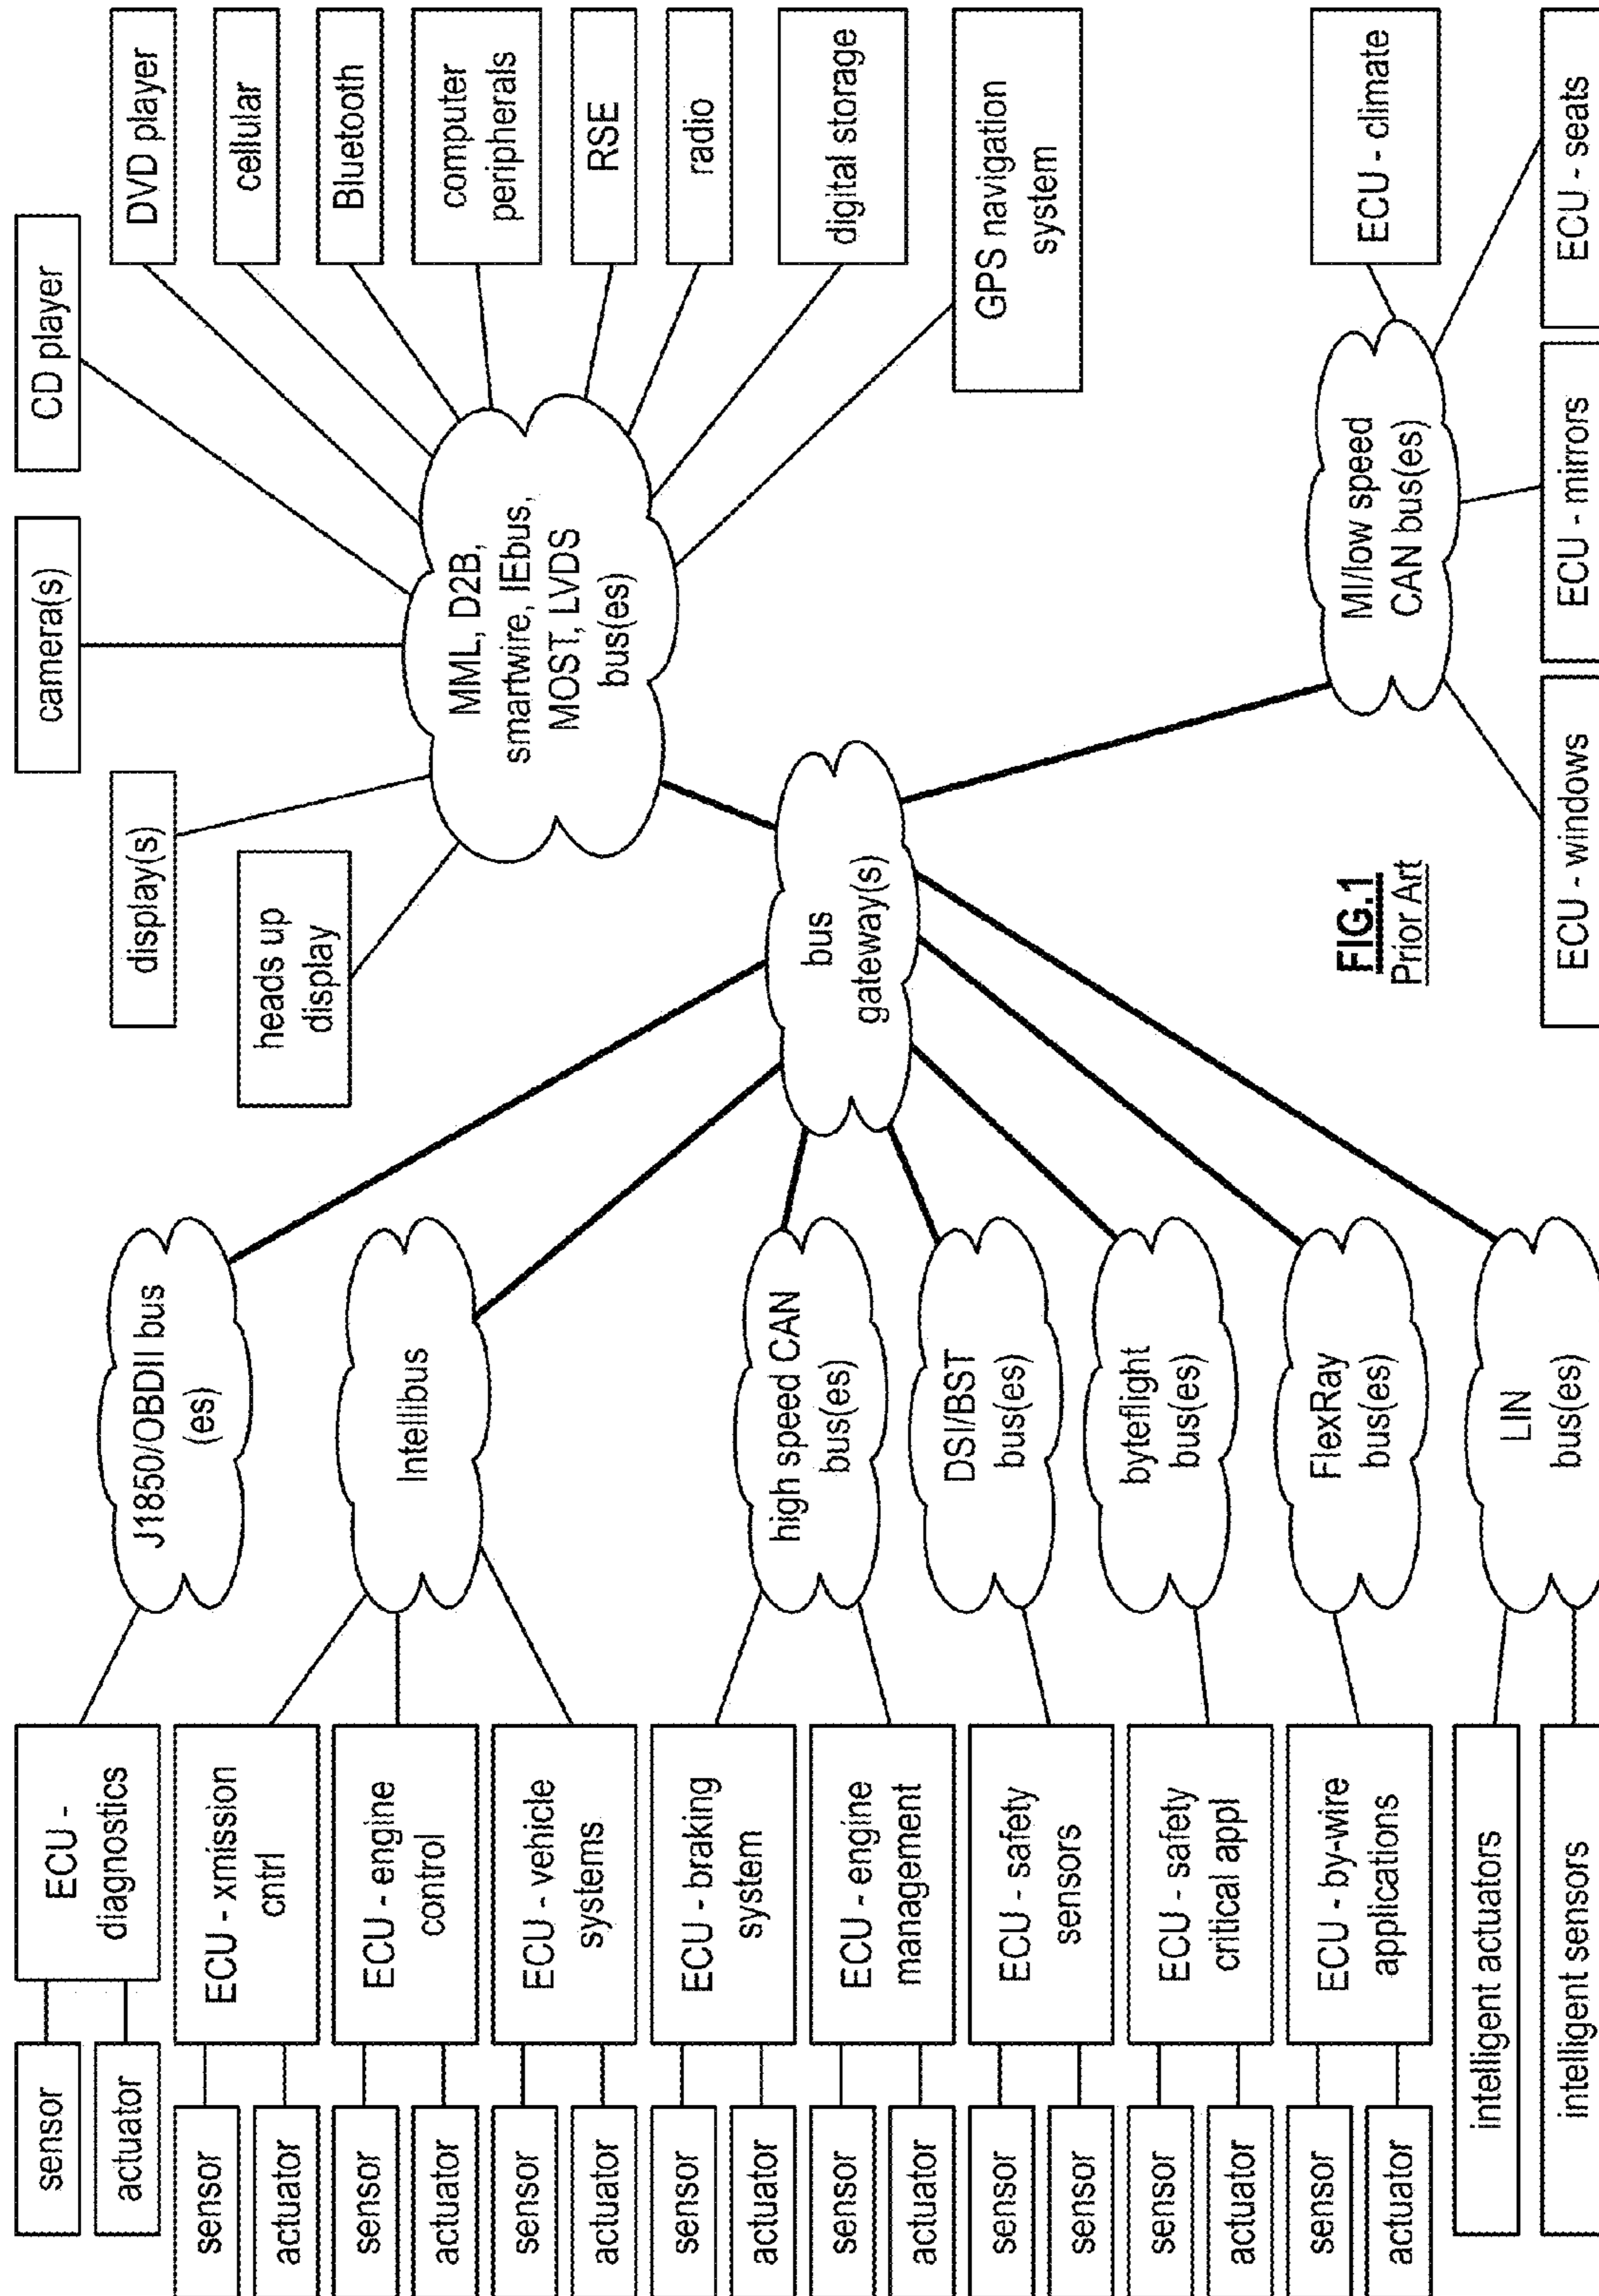 sensor
actuator
ECU -
diagnostics
J1850/OBDII bus
(es)
sensor
actuator
ECU - xmission
cntrl
sensor
actuator
ECU - engine
control
Intellibus
sensor
actuator
ECU - vehicle
systems
sensor
actuator
ECU - braking
system
high speed CAN
bus(es)
sensor
actuator
ECU - engine
management
sensor
sensor
ECU - safety
sensors
DSI/BST
bus(es)
sensor
actuator
ECU - safety
critical appl
byteflight
bus(es)
sensor
actuator
ECU - by-wire
applications
FlexRay
bus(es)
intelligent actuators
intelligent sensors
LIN
bus(es)
bus
gateway(s)
heads up
display
display(s)
camera(s)
CD player
DVD player
cellular
Bluetooth
computer
peripherals
RSE
radio
digital storage
GPS navigation
system
MML, D2B,
smartwire, IEbus,
MOST, LVDS
bus(es)
MI/low speed
CAN bus(es)
ECU - climate
ECU - windows
ECU - mirrors
ECU - seats
FIG.1
Prior Art